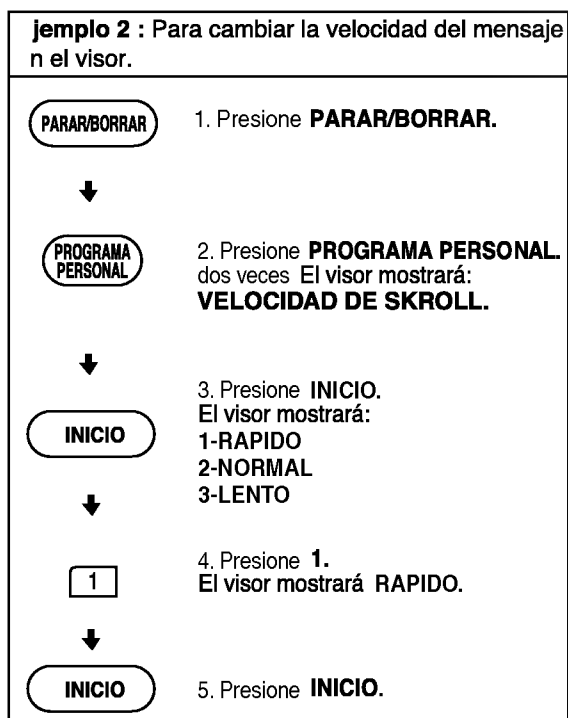 jemplo 2 : Para cambiar la velocidad del mensaje
n el visor.
PARAR/BORRAR
1. Presione PARAR/BORRAR.
PROGRAMA
PERSONAL
2. Presione PROGRAMA PERSONAL.
dos veces El visor mostrará:
VELOCIDAD DE SKROLL.
INICIO
3. Presione INICIO.
El visor mostrará:
1-RAPIDO
2-NORMAL
3-LENTO
1
4. Presione 1.
El visor mostrará RAPIDO.
INICIO
5. Presione INICIO.